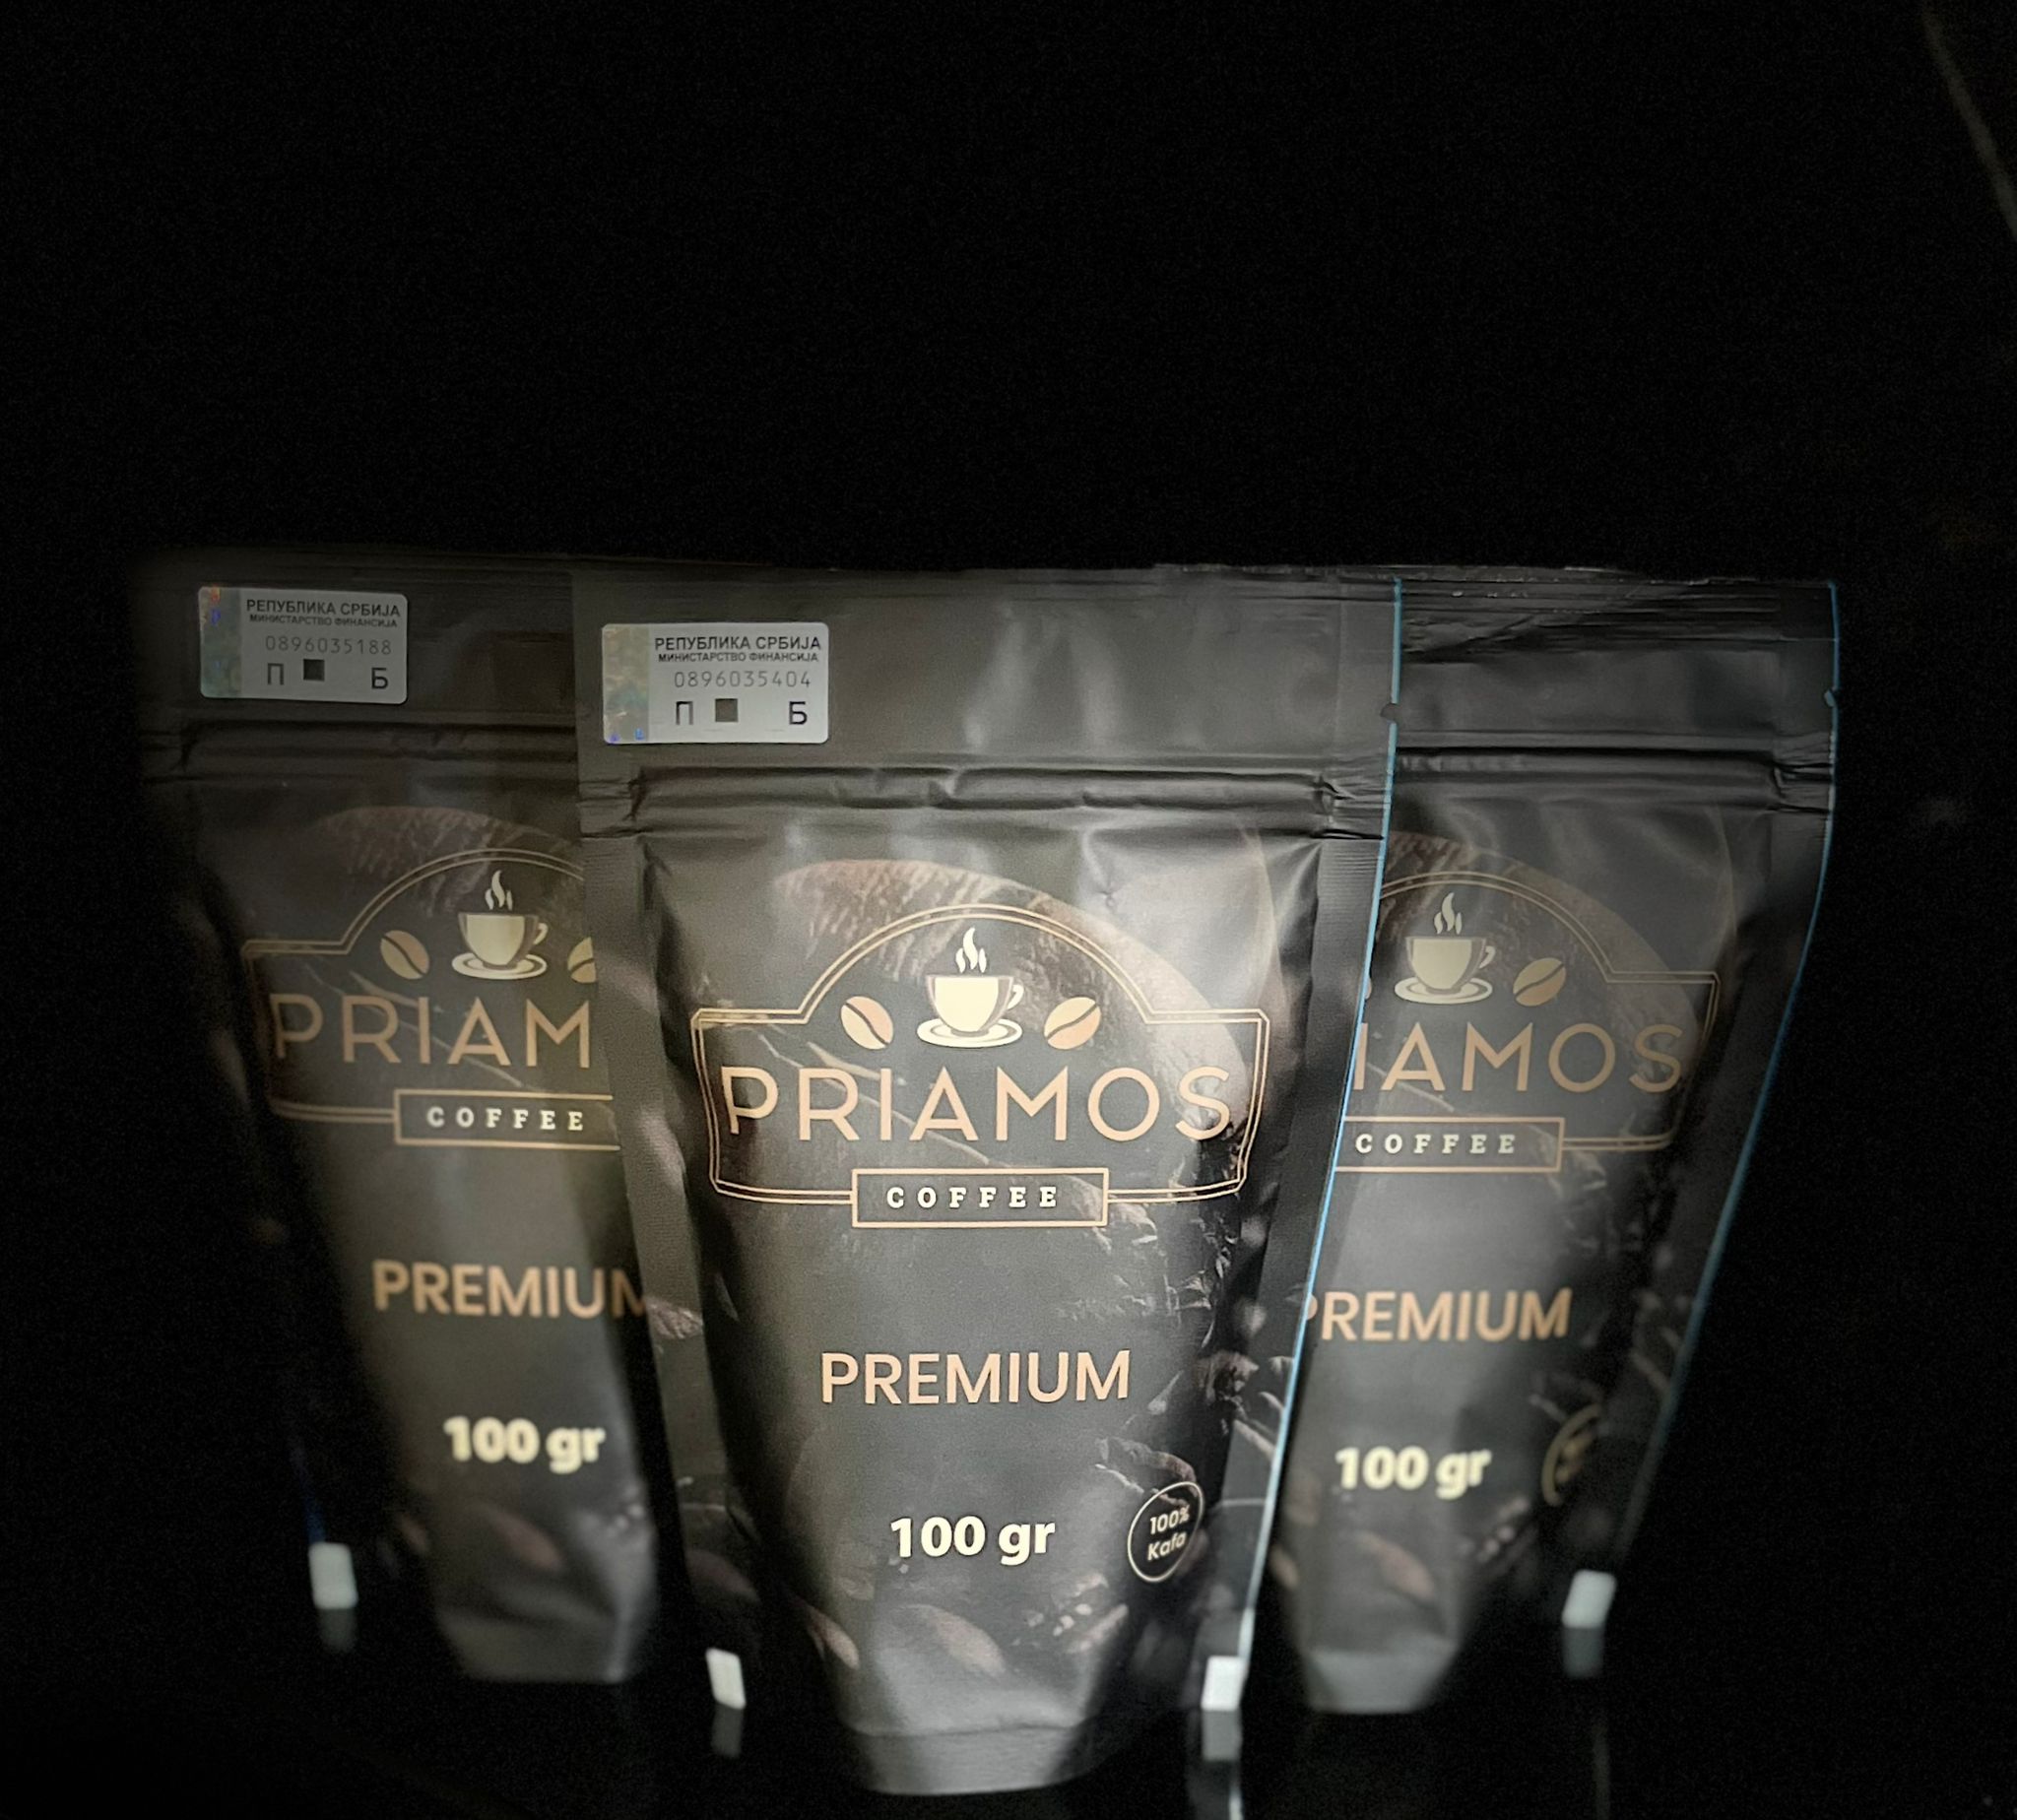 РЕПУБЛИКА СРБИЈА
МИНИСТАРСТВО ФИНАНСИЈА
0896035188
П Б
PRIAM
COFFEE
PREMIUM
100 gr
РЕПУБЛИКА СРБИЈА
МИНИСТАРСТВО ФИНАНСИЈА
0896035404
П Б
PRIAMOS
COFFEE
PREMIUM
100 gr
100%
Kafa
IAMOS
COFFEE
PREMIUM
100 gr